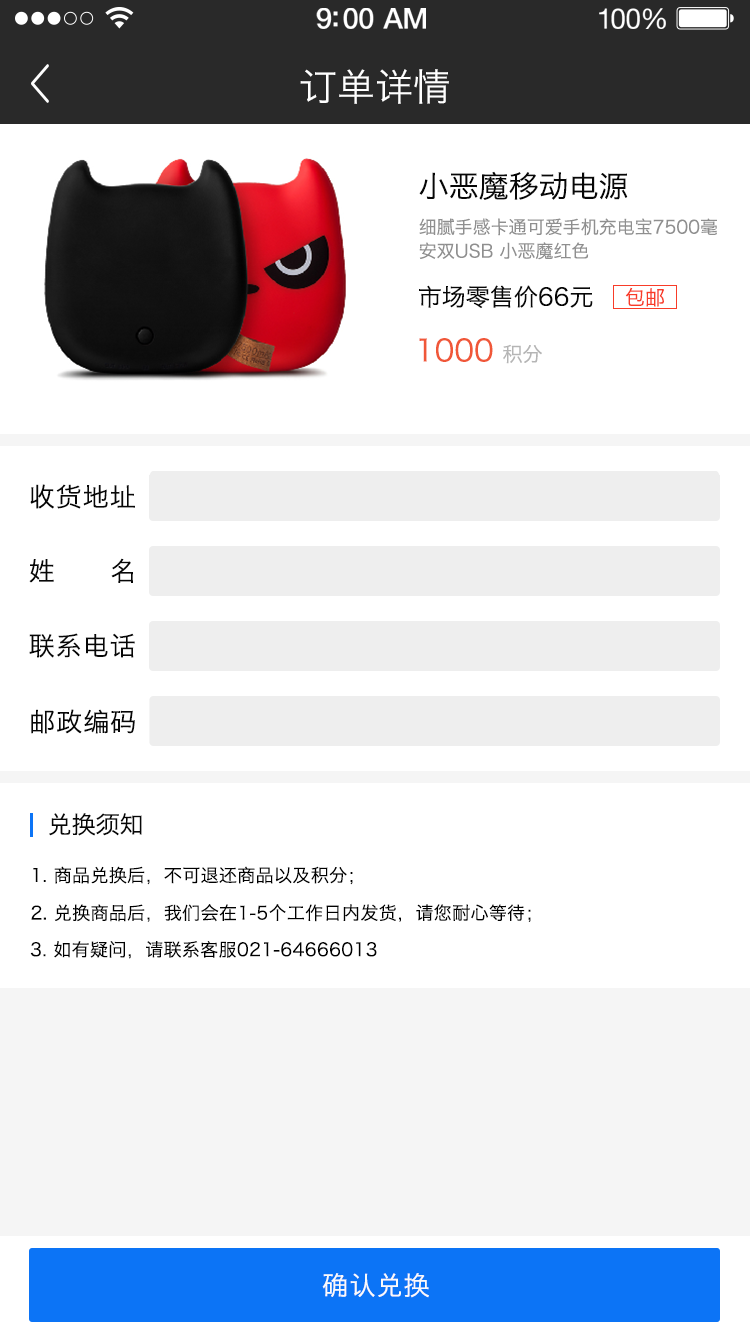 9:00 AM
100%
订单详情
小恶魔移动电源
细腻手感卡通可爱手机充电宝7500毫
安双USB 小恶魔红色
市场零售价66元 包邮
1000 积分
收货地址
姓 名
联系电话
邮政编码
兑换须知
1. 商品兑换后，不可退还商品以及积分；
2. 兑换商品后，我们会在1-5个工作日内发货，请您耐心等待；
3. 如有疑问，请联系客服021-64666013
确认兑换